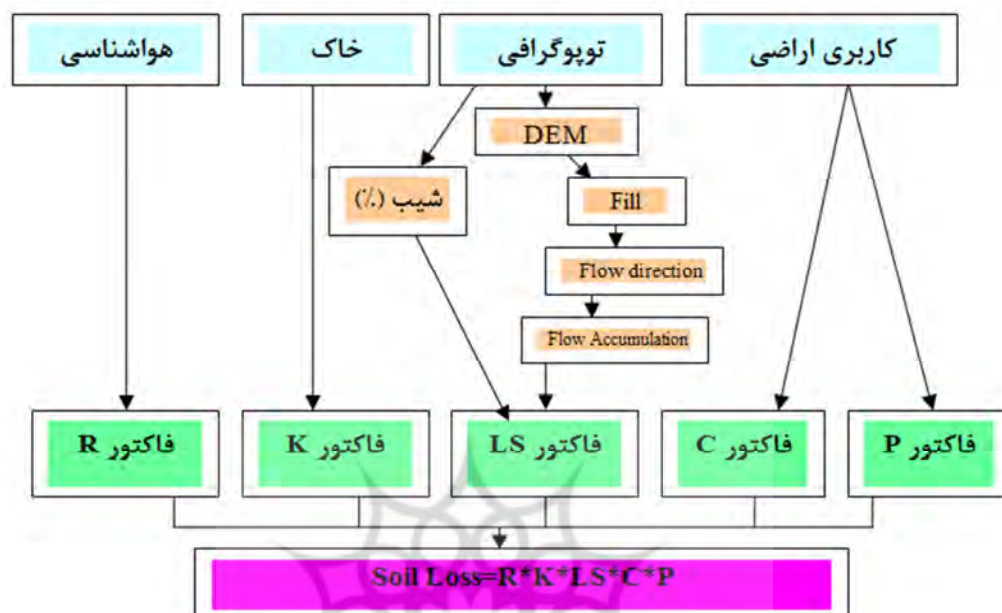 کاربری اراضی
توپوگرافی
خاک
هواشناسی
DEM
شیب (٪)
Fill
Flow direction
Flow Accumulation
فاکتور P
فاکتور C
فاکتور LS
فاکتور K
فاکتور R
Soil Loss=R*K*LS*C*P